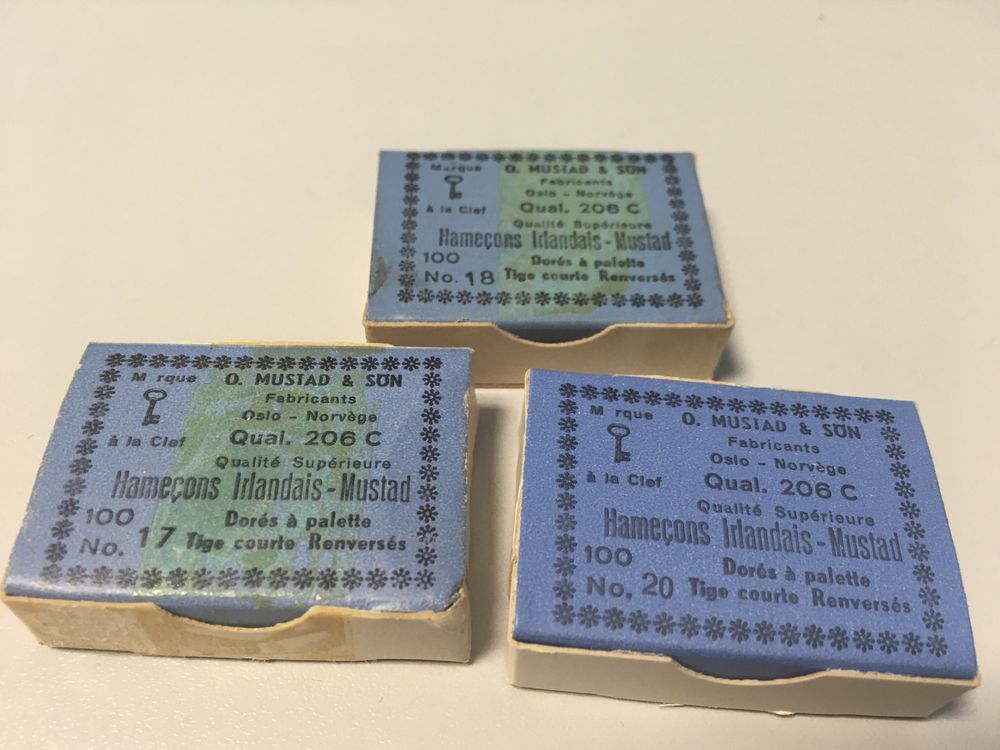 Marque O. MUSTAD & SÖN
Fabricants
Oslo - Norvège
à la Clef Qual. 206 C
Qualité Supérieure
Hameçons Irlandais - Mustad
100 Dorés à palette
No. 18 Tige courte Renversés
M rque O. MUSTAD & SÖN
Fabricants
Oslo - Norvège
à la Clef Qual. 206 C
Qualité Supérieure
Hameçons Irlandais - Mustad
100 Dorés à palette
No. 17 Tige courte Renversés
M rque O. MUSTAD & SÖN
Fabricants
Oslo - Norvège
à la Clef Qual. 206 C
Qualité Supérieure
Hameçons Irlandais - Mustad
100 Dorés à palette
No. 20 Tige courte Renversés